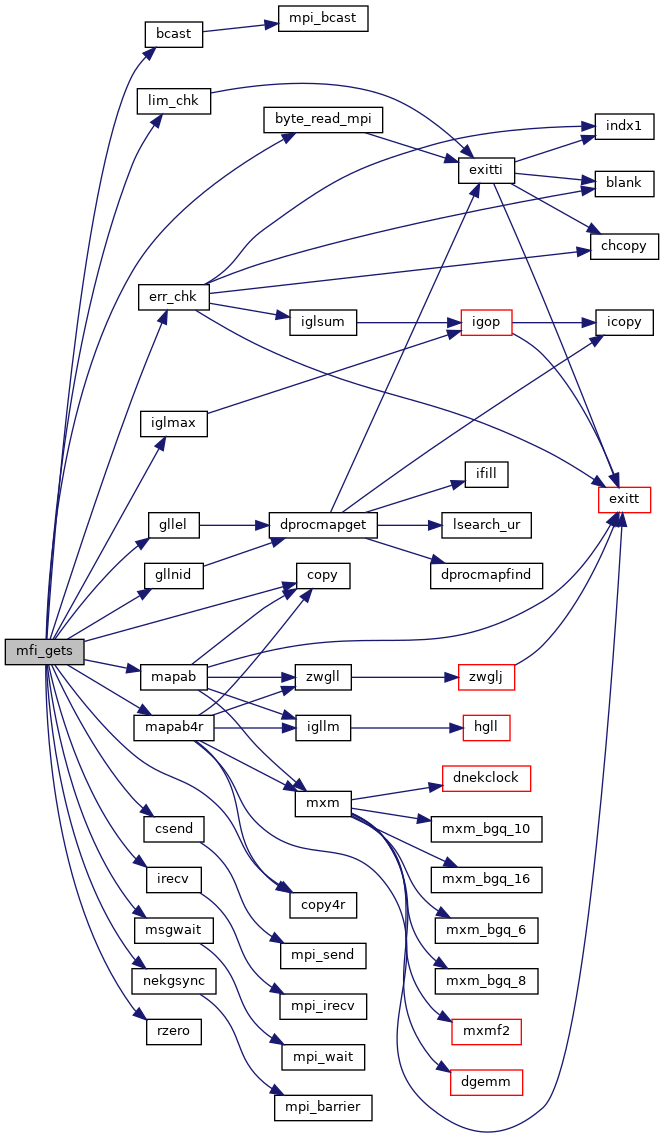 mpi_bcast
bcast
lim_chk
byte_read_mpi
indx1
exitti
blank
chcopy
err_chk
iglsum
igop
icopy
iglmax
ifill
exitt
gllel
dprocmapget
lsearch_ur
gllnid
copy
dprocmapfind
mfi_gets
mapab
zwgll
zwglj
mapab4r
igllm
hgll
dnekclock
mxm
csend
mxm_bgq_10
irecv
mxm_bgq_16
copy4r
msgwait
mxm_bgq_6
mpi_send
nekgsync
mxm_bgq_8
mpi_irecv
rzero
mxmf2
mpi_wait
dgemm
mpi_barrier